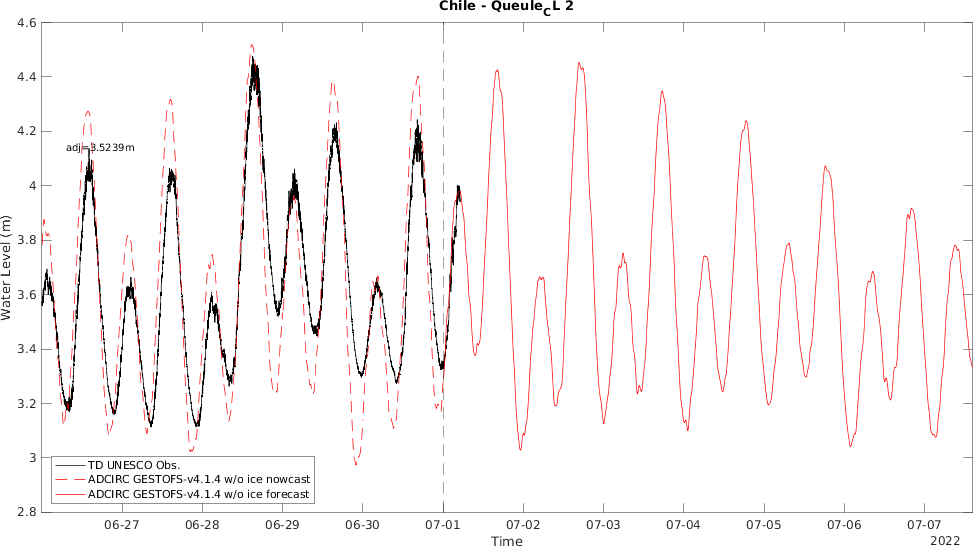 Chile - Queule_C L 2
4.6
4.4
4.2
4
3.8
3.6
3.4
3.2
3
2.8
Water Level (m)
adj=3.5239m
TD UNESCO Obs.
ADCIRC GESTOFS-v4.1.4 w/o ice nowcast
ADCIRC GESTOFS-v4.1.4 w/o ice forecast
06-27 06-28 06-29 06-30 07-01 07-02 07-03 07-04 07-05 07-06 07-07
Time
2022